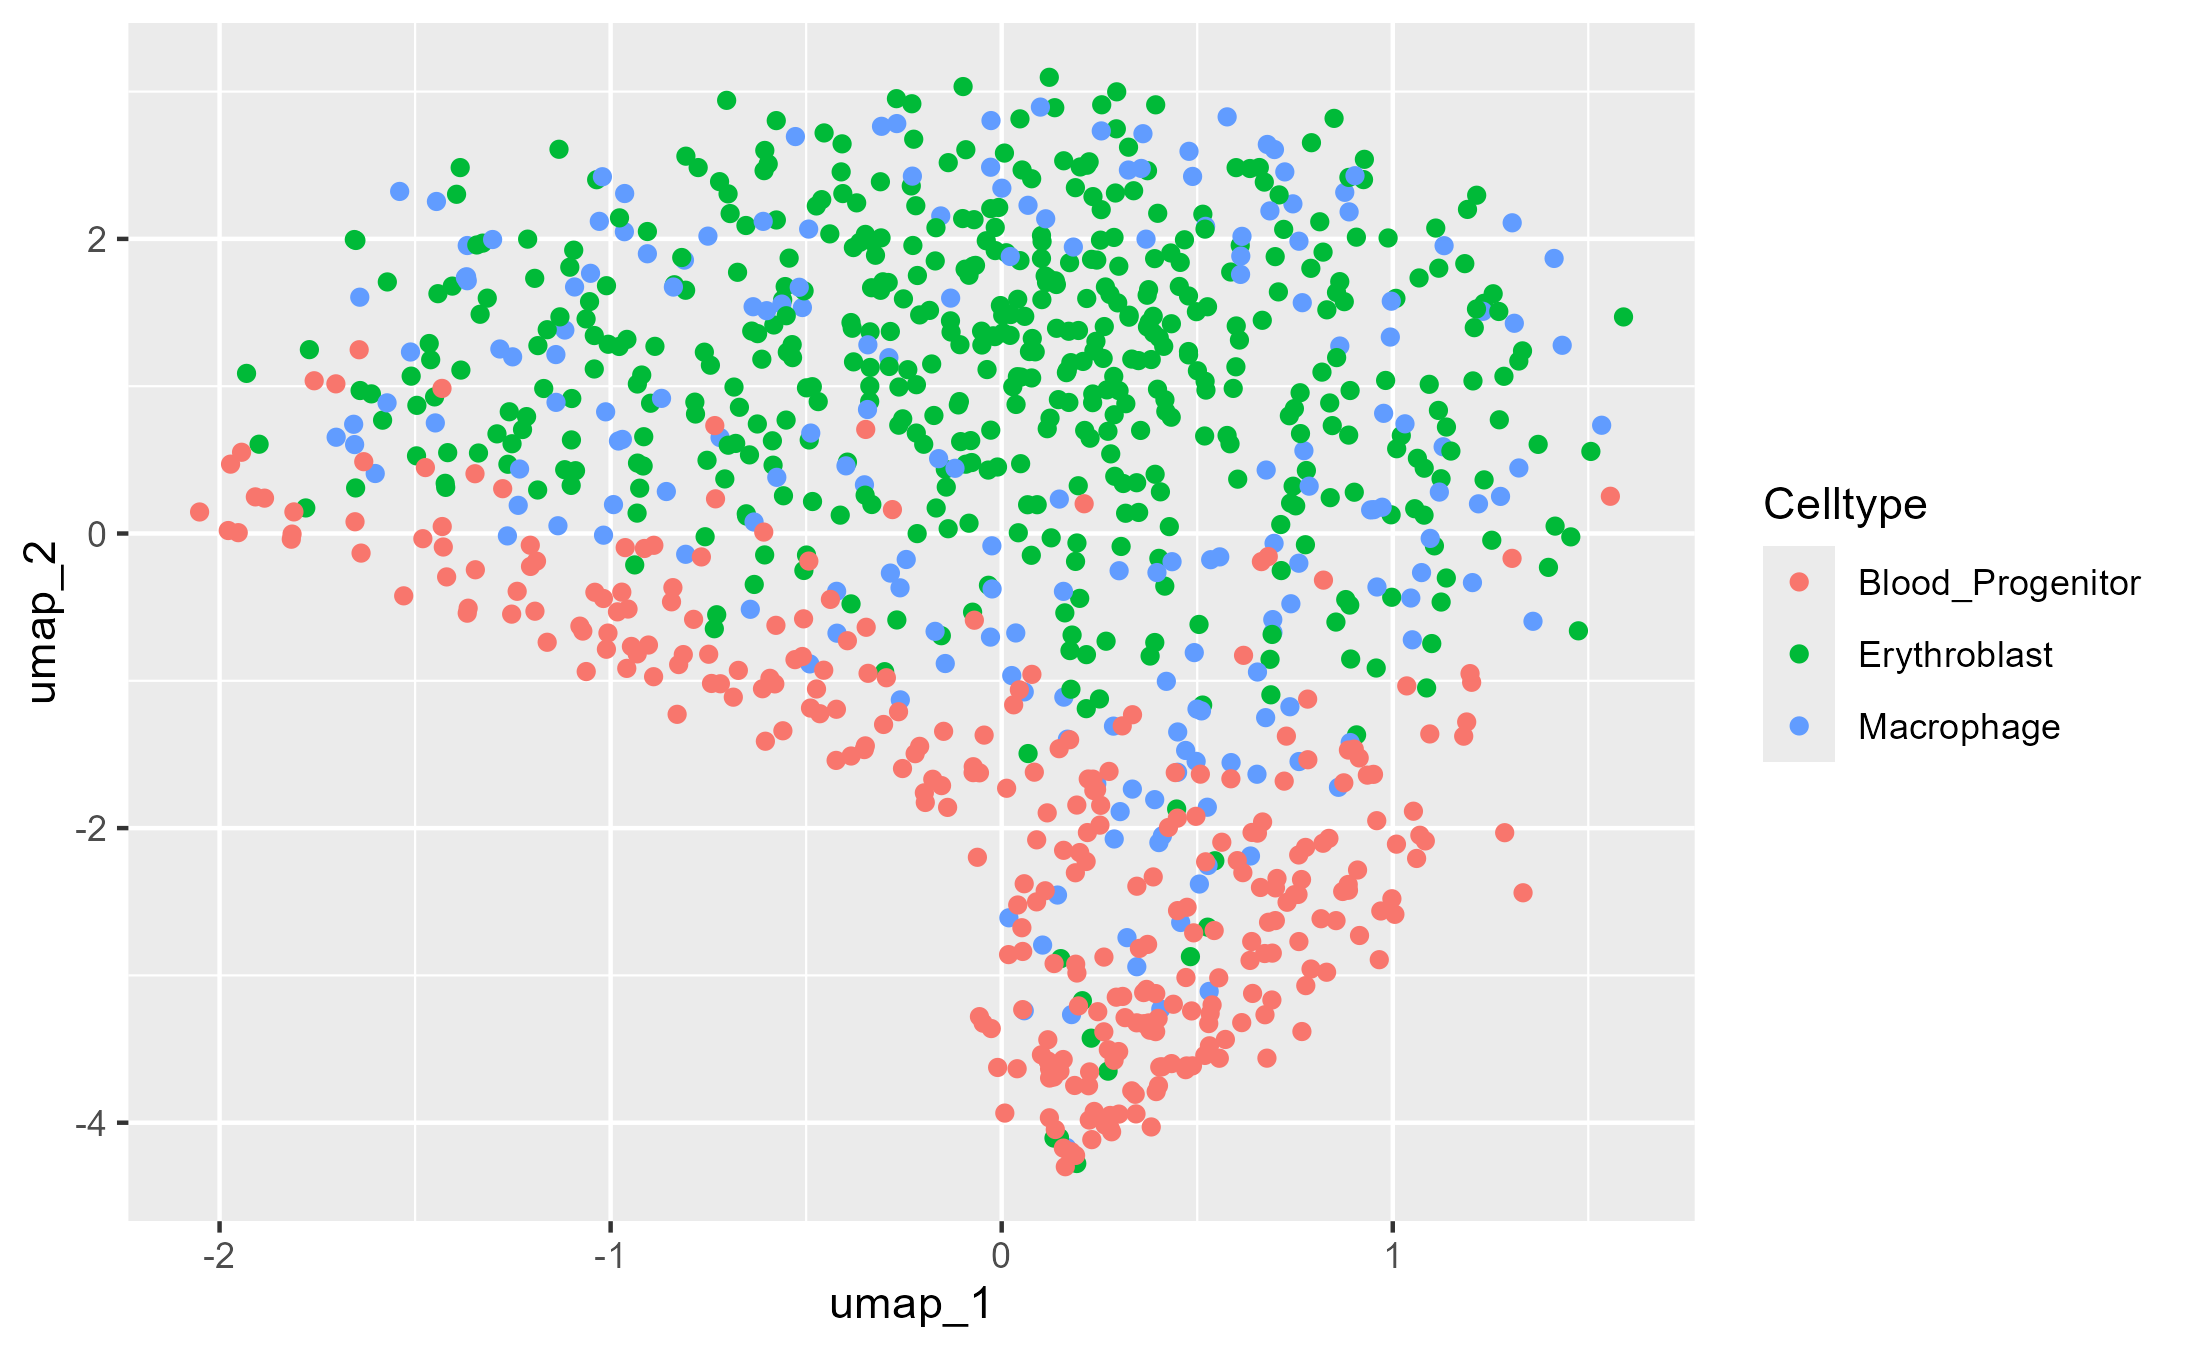 2
0
-2
-4
umap_2
-2
-1
0
1
umap_1
Celltype
Blood_Progenitor
Erythroblast
Macrophage